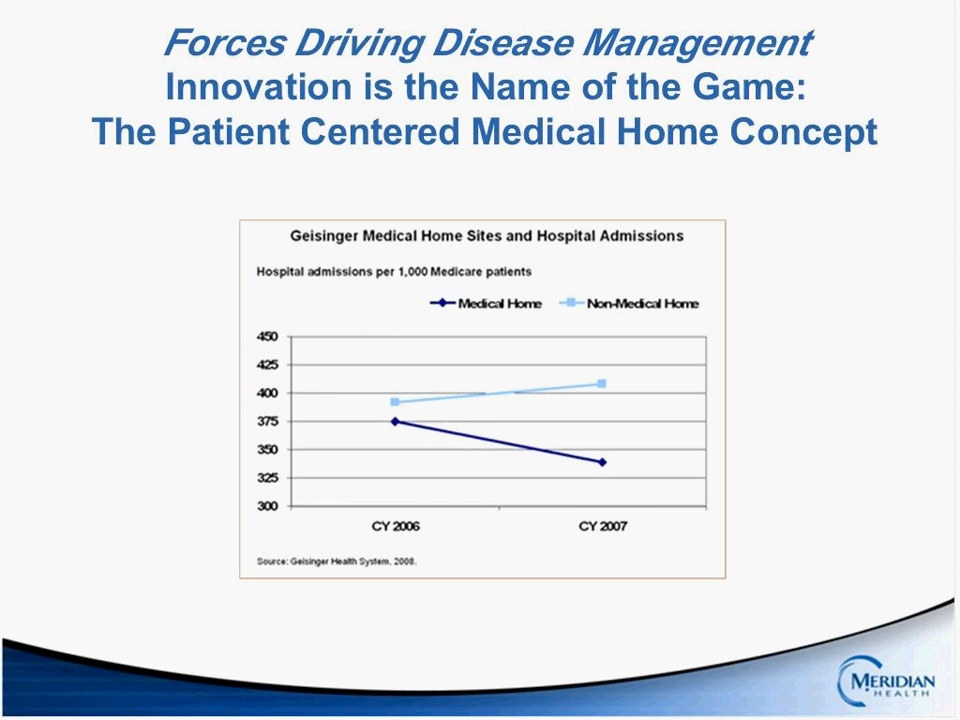 Forces Driving Disease Management
Innovation is the Name of the Game:
The Patient Centered Medical Home Concept
Geisinger Medical Home Sites and Hospital Admissions
Hospital admissions per 1,000 Medicare patients
Medical Home Non-Medical Home
450
425
400
375
350
325
300
CY 2006 CY 2007
Source: Geisinger Health System, 2008.
MERIDIAN
HEALTH